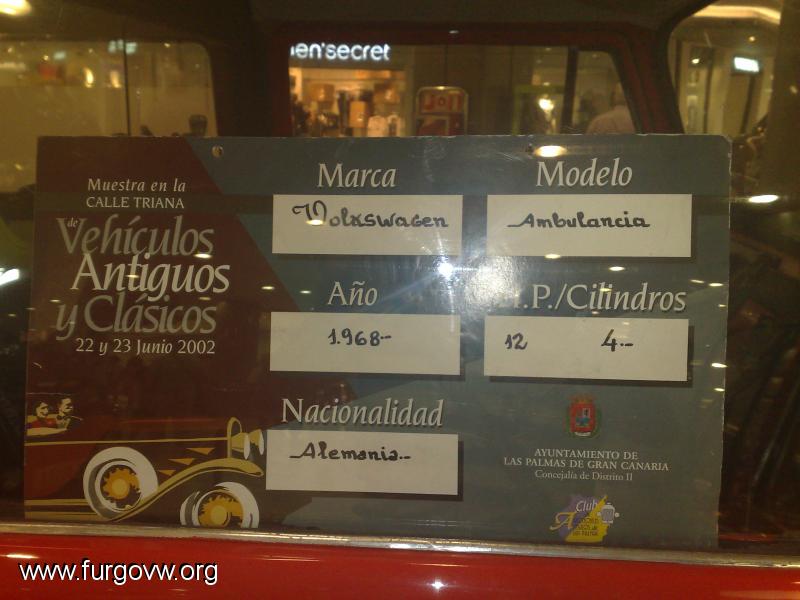 en'secret
Muestra en la
CALLE TRIANA
de Vehículos
Antiguos
y Clásicos
22 y 23 Junio 2002
Marca
Volkswagen
Modelo
Ambulancia
Año
1.968-
H.P./Cilindros
12 4.-
Nacionalidad
Alemania.-
AYUNTAMIENTO DE
LAS PALMAS DE GRAN CANARIA
Concejalía de Distrito II
Club
www.furgovw.org